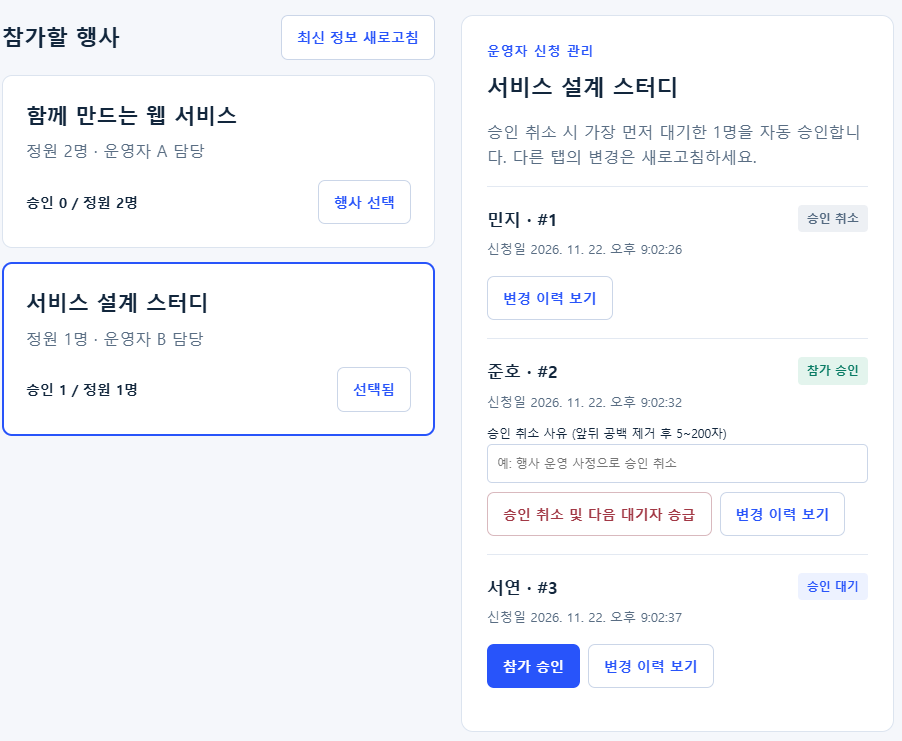 참가할 행사
최신 정보 새로고침
함께 만드는 웹 서비스
정원 2명 · 운영자 A 담당
승인 0 / 정원 2명
행사 선택
서비스 설계 스터디
정원 1명 · 운영자 B 담당
승인 1 / 정원 1명
선택됨
운영자 신청 관리
서비스 설계 스터디
승인 취소 시 가장 먼저 대기한 1명을 자동 승인합니
다. 다른 탭의 변경은 새로고침하세요.
민지 · #1
승인 취소
신청일 2026. 11. 22. 오후 9:02:26
변경 이력 보기
준호 · #2
참가 승인
신청일 2026. 11. 22. 오후 9:02:32
승인 취소 사유 (앞뒤 공백 제거 후 5~200자)
예: 행사 운영 사정으로 승인 취소
승인 취소 및 다음 대기자 승급
변경 이력 보기
서연 · #3
승인 대기
신청일 2026. 11. 22. 오후 9:02:37
참가 승인
변경 이력 보기